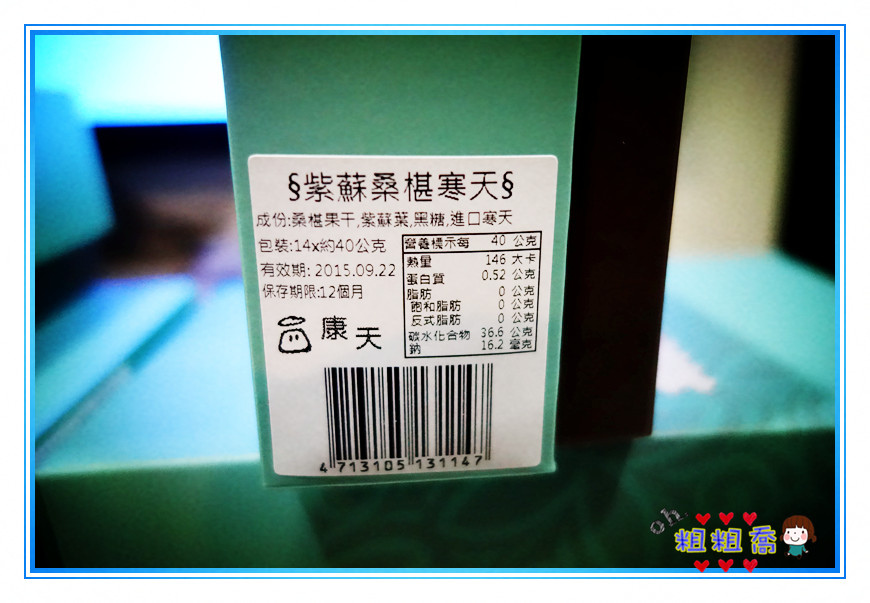 §紫蘇桑椹寒天§
成份:桑椹果干,紫蘇葉,黑糖,進口寒天
包裝:14x約40公克
有效期: 2015.09.22
保存期限:12個月
康天
營養標示每 40 公克
熱量 146 大卡
蛋白質 0.52 公克
脂肪 0 公克
飽和脂肪 0 公克
反式脂肪 0 公克
碳水化合物 36.6 公克
鈉 16.2 毫克
4 713105 131147
oh.
粗粗喬